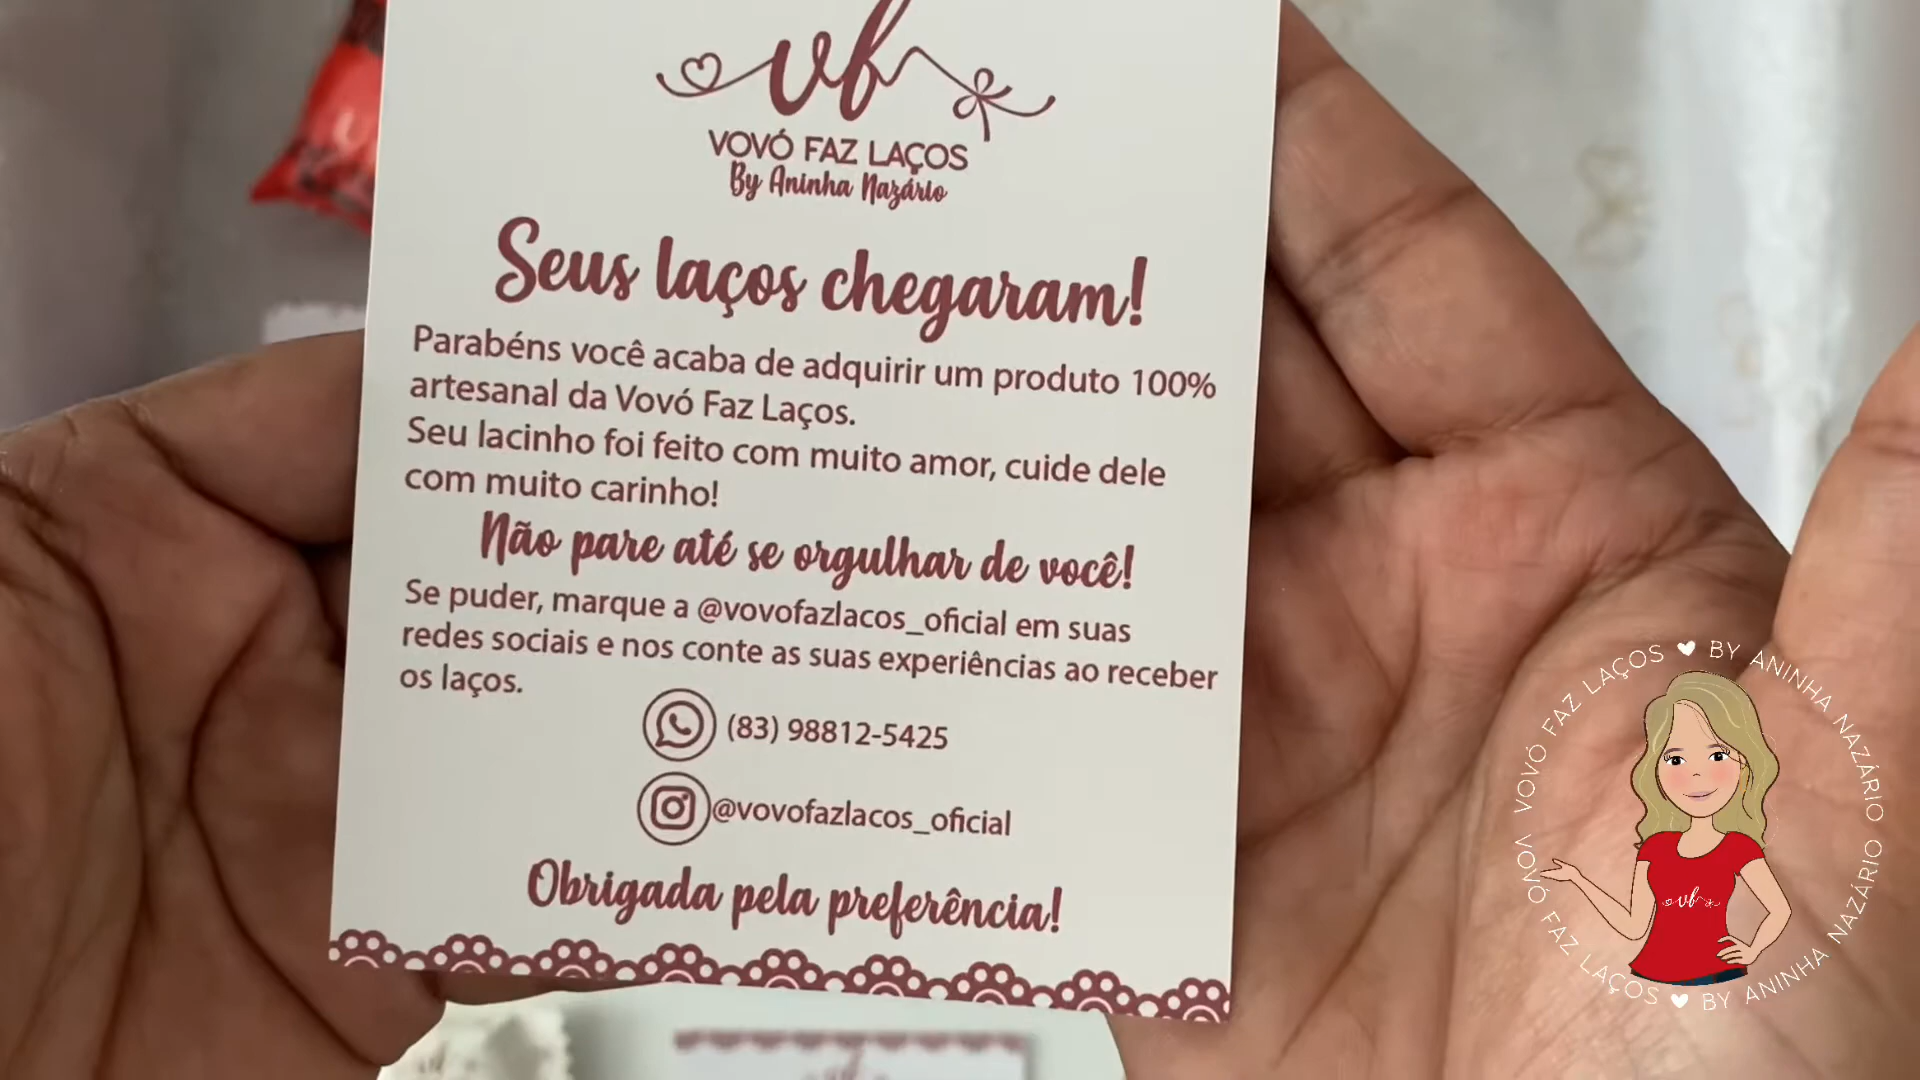 vf
VOVÓ FAZ LAÇOS
By Aninha Nazário
Seus laços chegaram!
Parabéns você acaba de adquirir um produto 100%
artesanal da Vovó Faz Laços.
Seu lacinho foi feito com muito amor, cuide dele
com muito carinho!
Não pare até se orgulhar de você!
Se puder, marque a @vovofazlacos_oficial em suas
redes sociais e nos conte as suas experiências ao receber
os laços.
(83) 98812-5425
@vovofazlacos_oficial
Obrigada pela preferência!
VOVÓ FAZ LAÇOS BY ANINHA NAZÁRIO
VOVÓ FAZ LAÇOS BY ANINHA NAZÁRIO
vf
vf